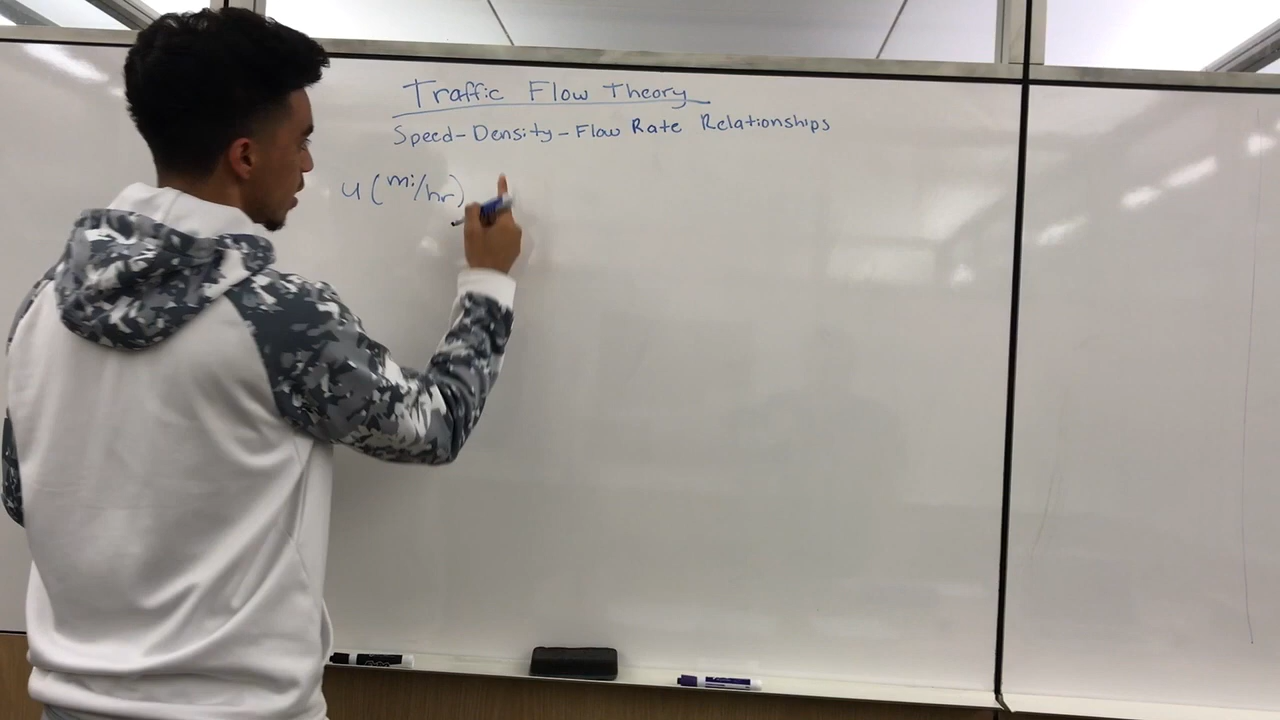 Traffic Flow Theory
Speed-Density-Flow Rate Relationships
u (mi/hr)